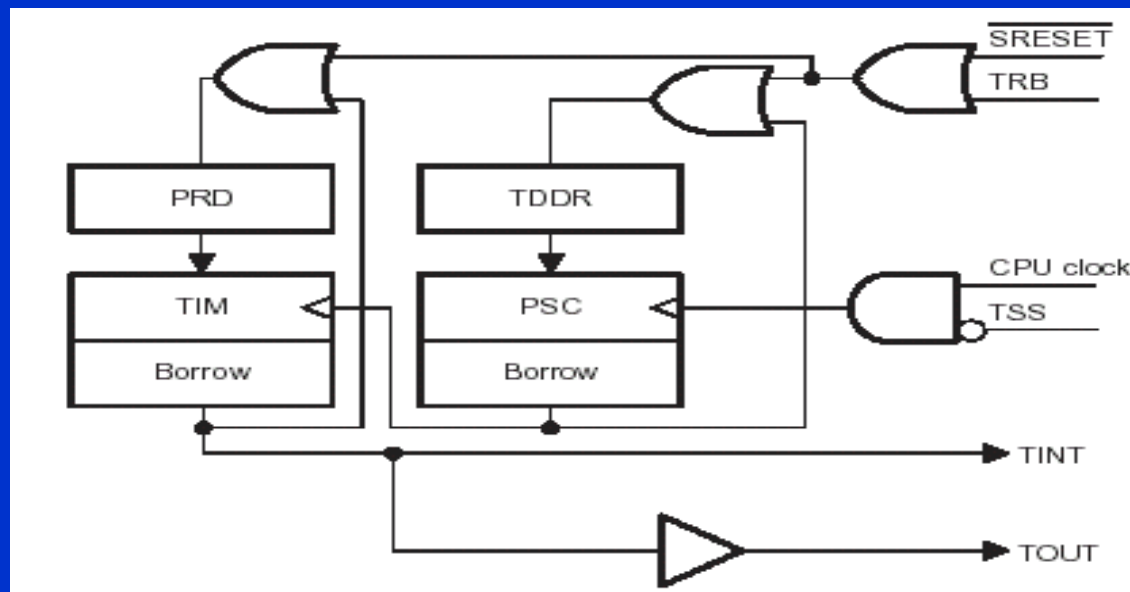 SRESET
TRB
PRD
TDDR
CPU clock
TIM
PSC
TSS
Borrow
Borrow
TINT
TOUT